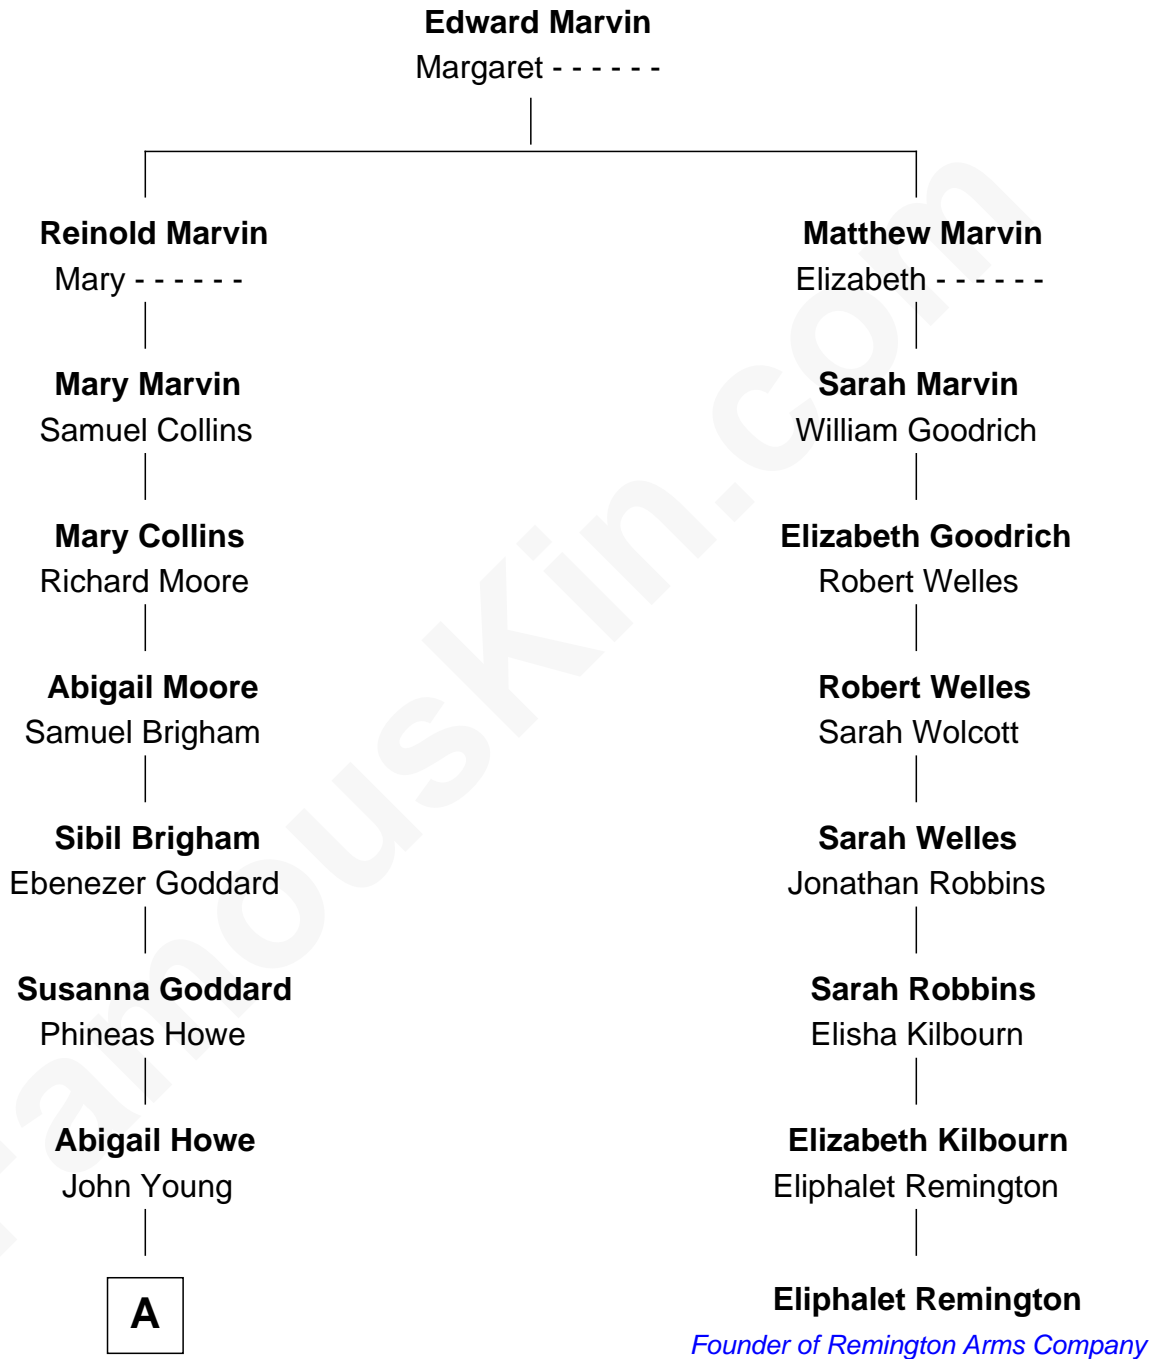 Edward Marvin
Margaret - - - - - -
Reinold Marvin
Mary - - - - - -
Mary Marvin
Samuel Collins
Mary Collins
Richard Moore
Abigail Moore
Samuel Brigham
Sibil Brigham
Ebenezer Goddard
Susanna Goddard
Phineas Howe
Abigail Howe
John Young
A
Matthew Marvin
Elizabeth - - - - - -
Sarah Marvin
William Goodrich
Elizabeth Goodrich
Robert Welles
Robert Welles
Sarah Wolcott
Sarah Welles
Jonathan Robbins
Sarah Robbins
Elisha Kilbourn
Elizabeth Kilbourn
Eliphalet Remington
Eliphalet Remington
Founder of Remington Arms Company
FamousKin.com